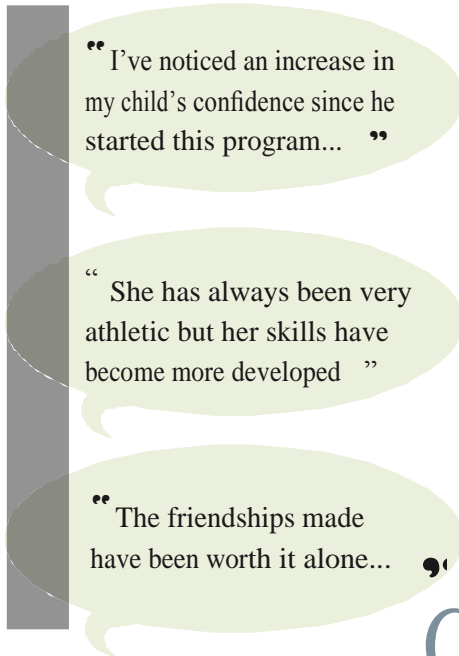 “ I’ve noticed an increase in
my child’s confidence since he
started this program... ”
“ She has always been very
athletic but her skills have
become more developed ”
“ The friendships made
have been worth it alone... ”